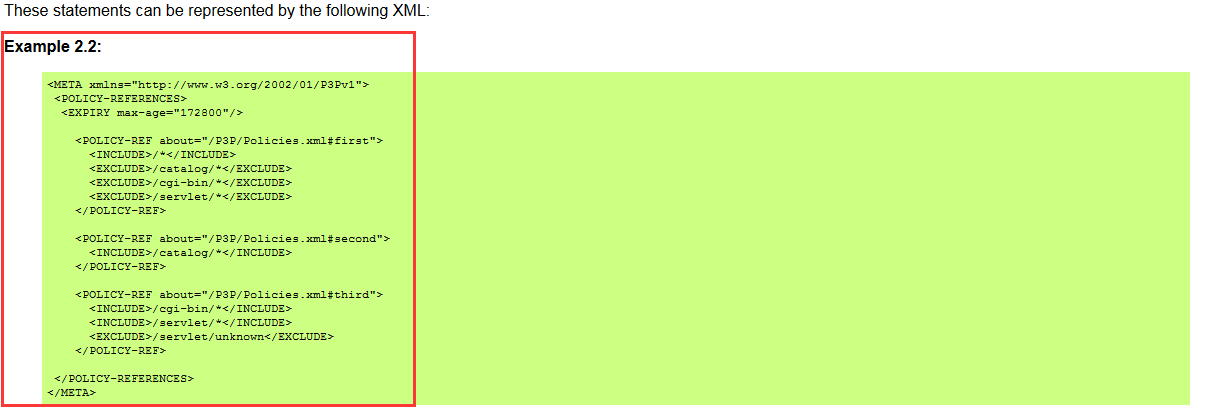 These statements can be represented by the following XML:
Example 2.2:
<META xmlns="http://www.w3.org/2002/01/P3Pv1">
<POLICY-REFERENCES>
<EXPIRY max-age="172800"/>
<POLICY-REF about="/P3P/Policies.xml#first">
<INCLUDE>/*</INCLUDE>
<EXCLUDE>/catalog/*</EXCLUDE>
<EXCLUDE>/cgi-bin/*</EXCLUDE>
<EXCLUDE>/servlet/*</EXCLUDE>
</POLICY-REF>
<POLICY-REF about="/P3P/Policies.xml#second">
<INCLUDE>/catalog/*</INCLUDE>
</POLICY-REF>
<POLICY-REF about="/P3P/Policies.xml#third">
<INCLUDE>/cgi-bin/*</INCLUDE>
<INCLUDE>/servlet/*</INCLUDE>
<EXCLUDE>/servlet/unknown</EXCLUDE>
</POLICY-REF>
</POLICY-REFERENCES>
</META>